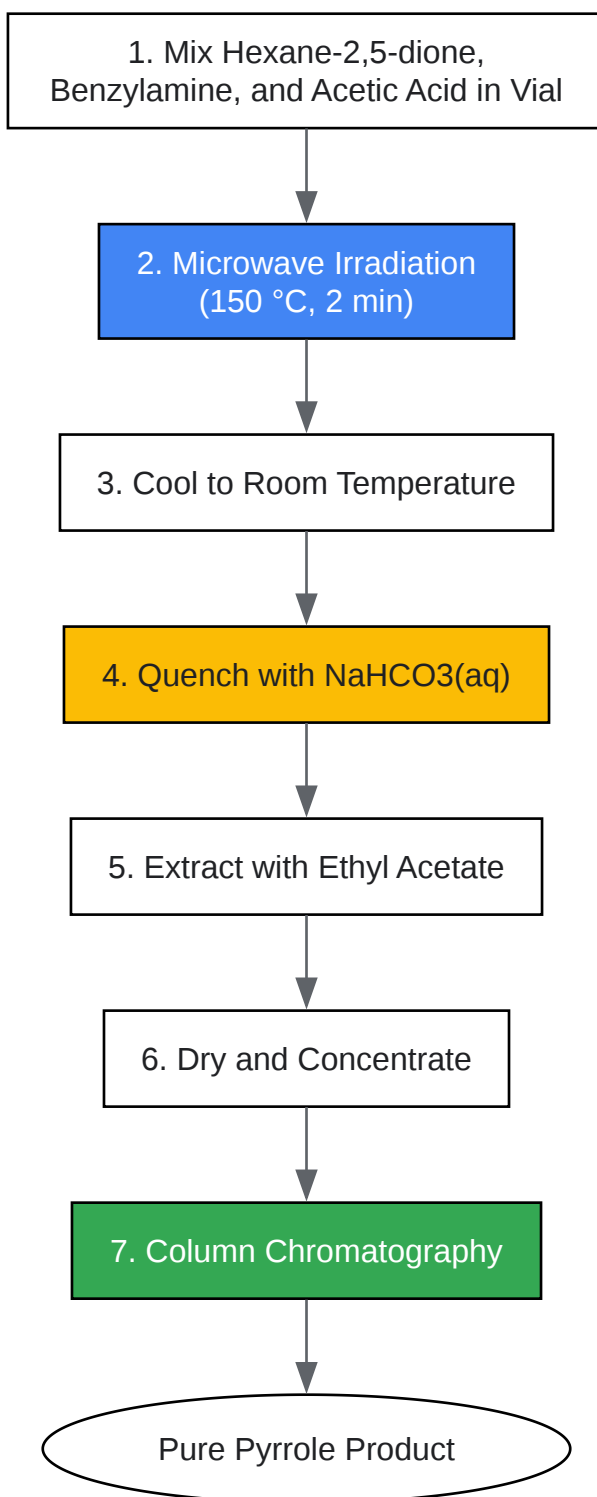 1. Mix Hexane-2,5-dione,
Benzylamine, and Acetic Acid in Vial
2. Microwave Irradiation
(150 °C, 2 min)
3. Cool to Room Temperature
4. Quench with NaHCO3(aq)
5. Extract with Ethyl Acetate
6. Dry and Concentrate
7. Column Chromatography
Pure Pyrrole Product